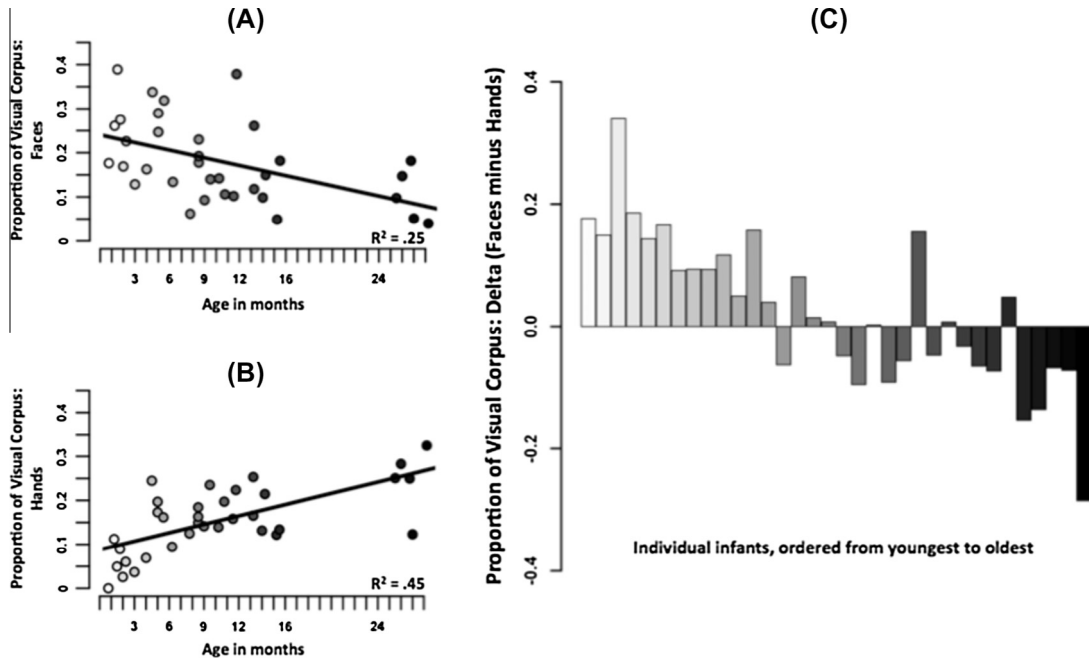 (A)
Proportion of Visual Corpus:
Faces
0.4
0.3
0.2
0.1
0
R² = .25
3 6 9 12 16 24
Age in months
(B)
Proportion of Visual Corpus:
Hands
0.4
0.3
0.2
0.1
0
R² = .45
3 6 9 12 16 24
Age in months
(C)
Proportion of Visual Corpus: Delta (Faces minus Hands)
0.4
0.2
0.0
-0.2
-0.4
Individual infants, ordered from youngest to oldest